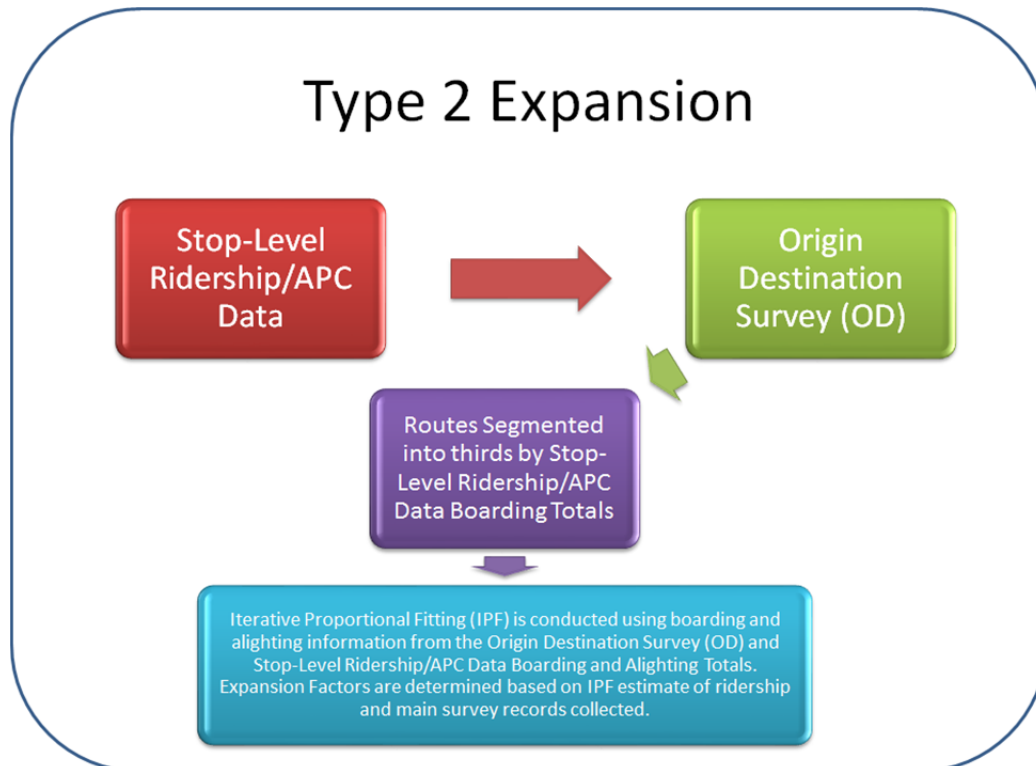 Type 2 Expansion
Stop-Level
Ridership/APC
Data
Origin
Destination
Survey (OD)
Routes Segmented
into thirds by Stop-
Level Ridership/APC
Data Boarding Totals
Iterative Proportional Fitting (IPF) is conducted using boarding and
alighting information from the Origin Destination Survey (OD) and
Stop-Level Ridership/APC Data Boarding and Alighting Totals.
Expansion Factors are determined based on IPF estimate of ridership
and main survey records collected.